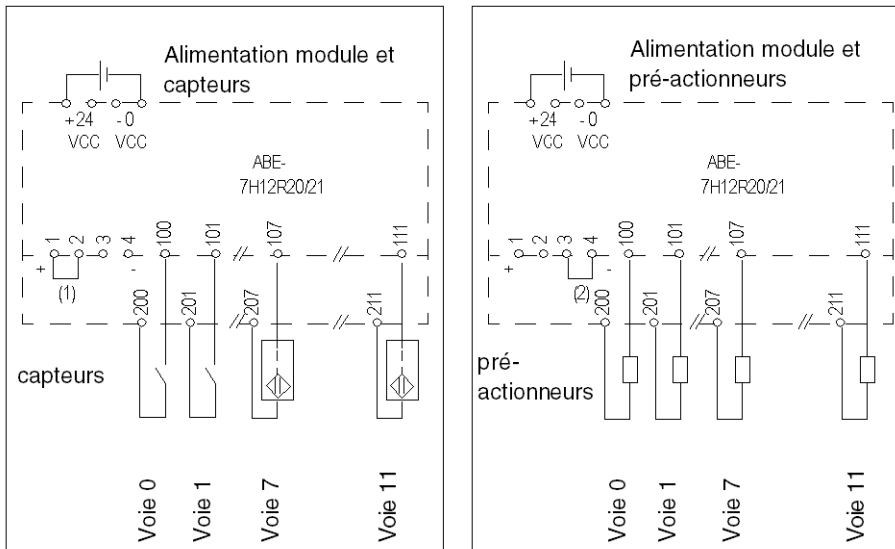 Alimentation module et
capteurs
+24
VCC
- 0
VCC
ABE-
7H12R20/21
1
2
3
4
100
101
107
111
+
-
(1)
200
201
207
211
capteurs
Voie 0
Voie 1
Voie 7
Voie 11
Alimentation module et
pré-actionneurs
+24
VCC
- 0
VCC
ABE-
7H12R20/21
1
2
3
4
100
101
107
111
+
-
(2)
200
201
207
211
pré-
actionneurs
Voie 0
Voie 1
Voie 7
Voie 11